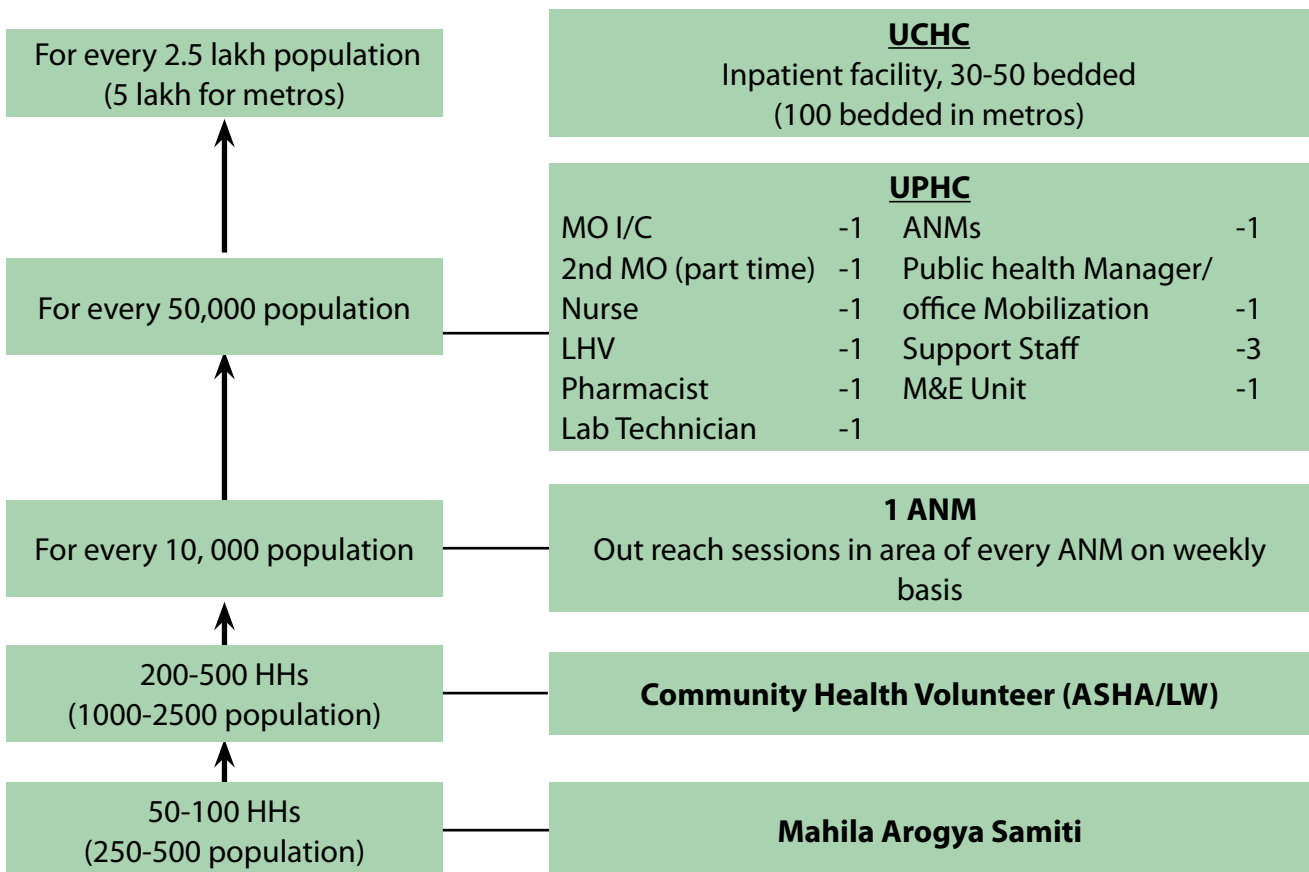 For every 2.5 lakh population
(5 lakh for metros)
UCHC
Inpatient facility, 30-50 bedded
(100 bedded in metros)
For every 50,000 population
UPHC
MO I/C -1 ANMs -1
2nd MO (part time) -1 Public health Manager/
Nurse -1 office Mobilization -1
LHV -1 Support Staff -3
Pharmacist -1 M&E Unit -1
Lab Technician -1
For every 10, 000 population
1 ANM
Out reach sessions in area of every ANM on weekly
basis
200-500 HHs
(1000-2500 population)
Community Health Volunteer (ASHA/LW)
50-100 HHs
(250-500 population)
Mahila Arogya Samiti